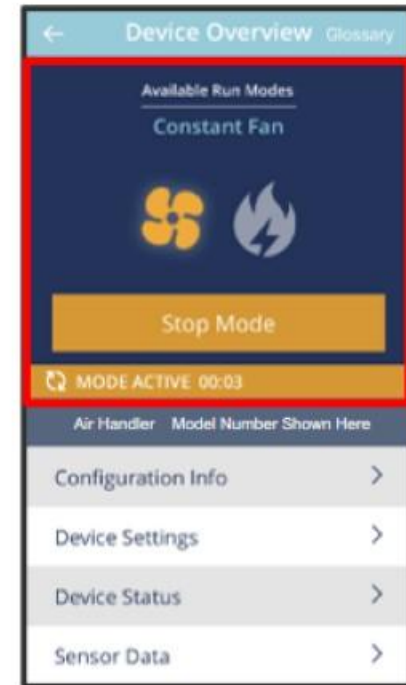 Device Overview Glossary
Available Run Modes
Constant Fan
Stop Mode
MODE ACTIVE 00:03
Air Handler Model Number Shown Here
Configuration Info
Device Settings
Device Status
Sensor Data